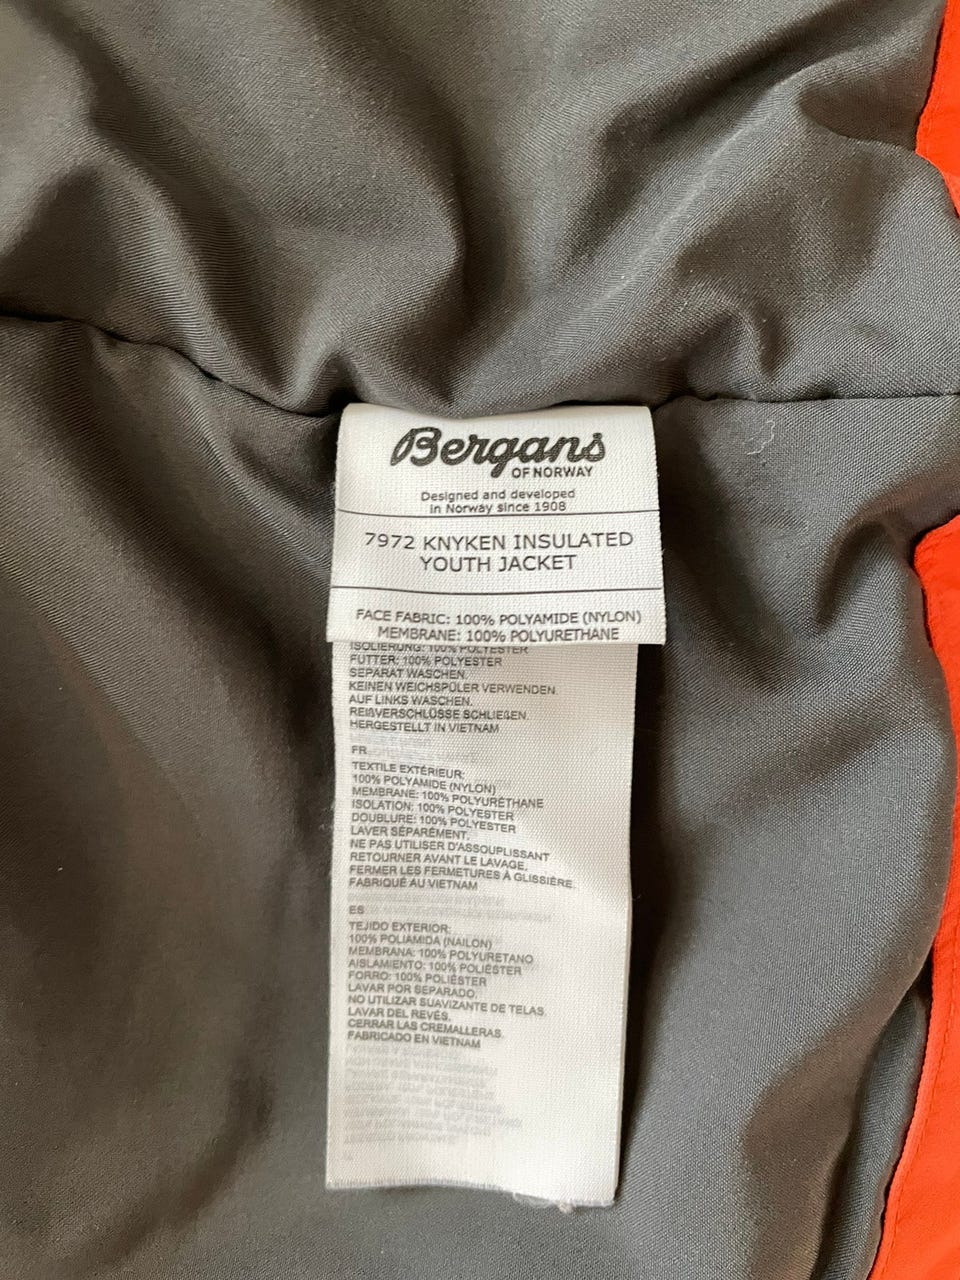 Bergans
OF NORWAY
Designed and developed
in Norway since 1908
7972 KNYKEN INSULATED
YOUTH JACKET
FACE FABRIC: 100% POLYAMIDE (NYLON)
MEMBRANE: 100% POLYURETHANE
ISOLIERUNG: 100% POLYESTER
FUTTER: 100% POLYESTER
SEPARAT WASCHEN.
KEINEN WEICHSPÜLER VERWENDEN.
AUF LINKS WASCHEN.
REIßVERSCHLÜSSE SCHLIEßEN.
HERGESTELLT IN VIETNAM
FR
TEXTILE EXTÉRIEUR:
100% POLYAMIDE (NYLON)
MEMBRANE: 100% POLYURÉTHANE
ISOLATION: 100% POLYESTER
DOUBLURE: 100% POLYESTER
LAVER SÉPARÉMENT.
NE PAS UTILISER D'ASSOUPLISSANT
RETOURNER AVANT LE LAVAGE.
FERMER LES FERMETURES À GLISSIÈRE.
FABRIQUÉ AU VIETNAM
ES
TEJIDO EXTERIOR:
100% POLIAMIDA (NAILON)
MEMBRANA: 100% POLIURETANO
AISLAMIENTO: 100% POLIÉSTER
FORRO: 100% POLIÉSTER
LAVAR POR SEPARADO.
NO UTILIZAR SUAVIZANTE DE TELAS.
LAVAR DEL REVÉS.
CERRAR LAS CREMALLERAS.
FABRICADO EN VIETNAM